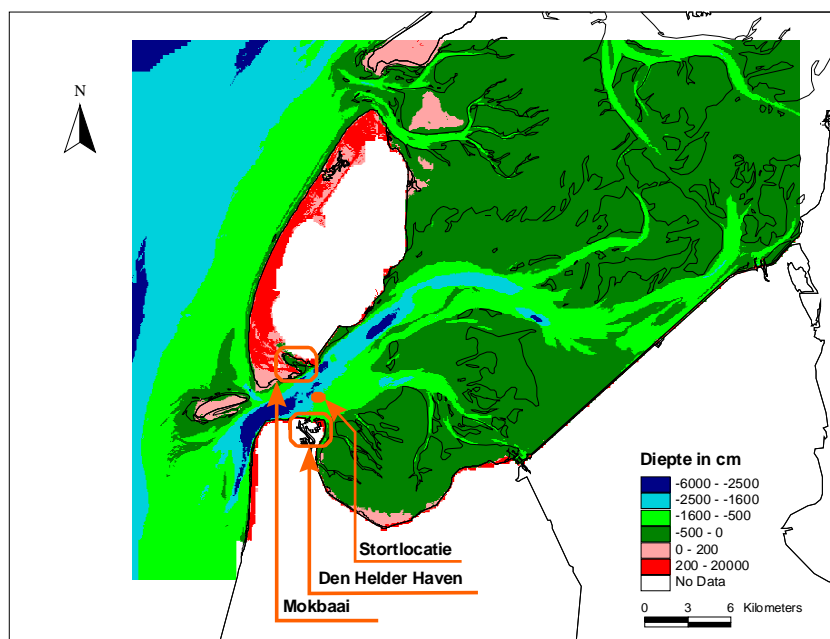 N
Diepte in cm
-6000 - -2500
-2500 - -1600
-1600 - -500
-500 - 0
0 - 200
200 - 20000
No Data
0 3 6 Kilometers
Stortlocatie
Den Helder Haven
Mokbaai